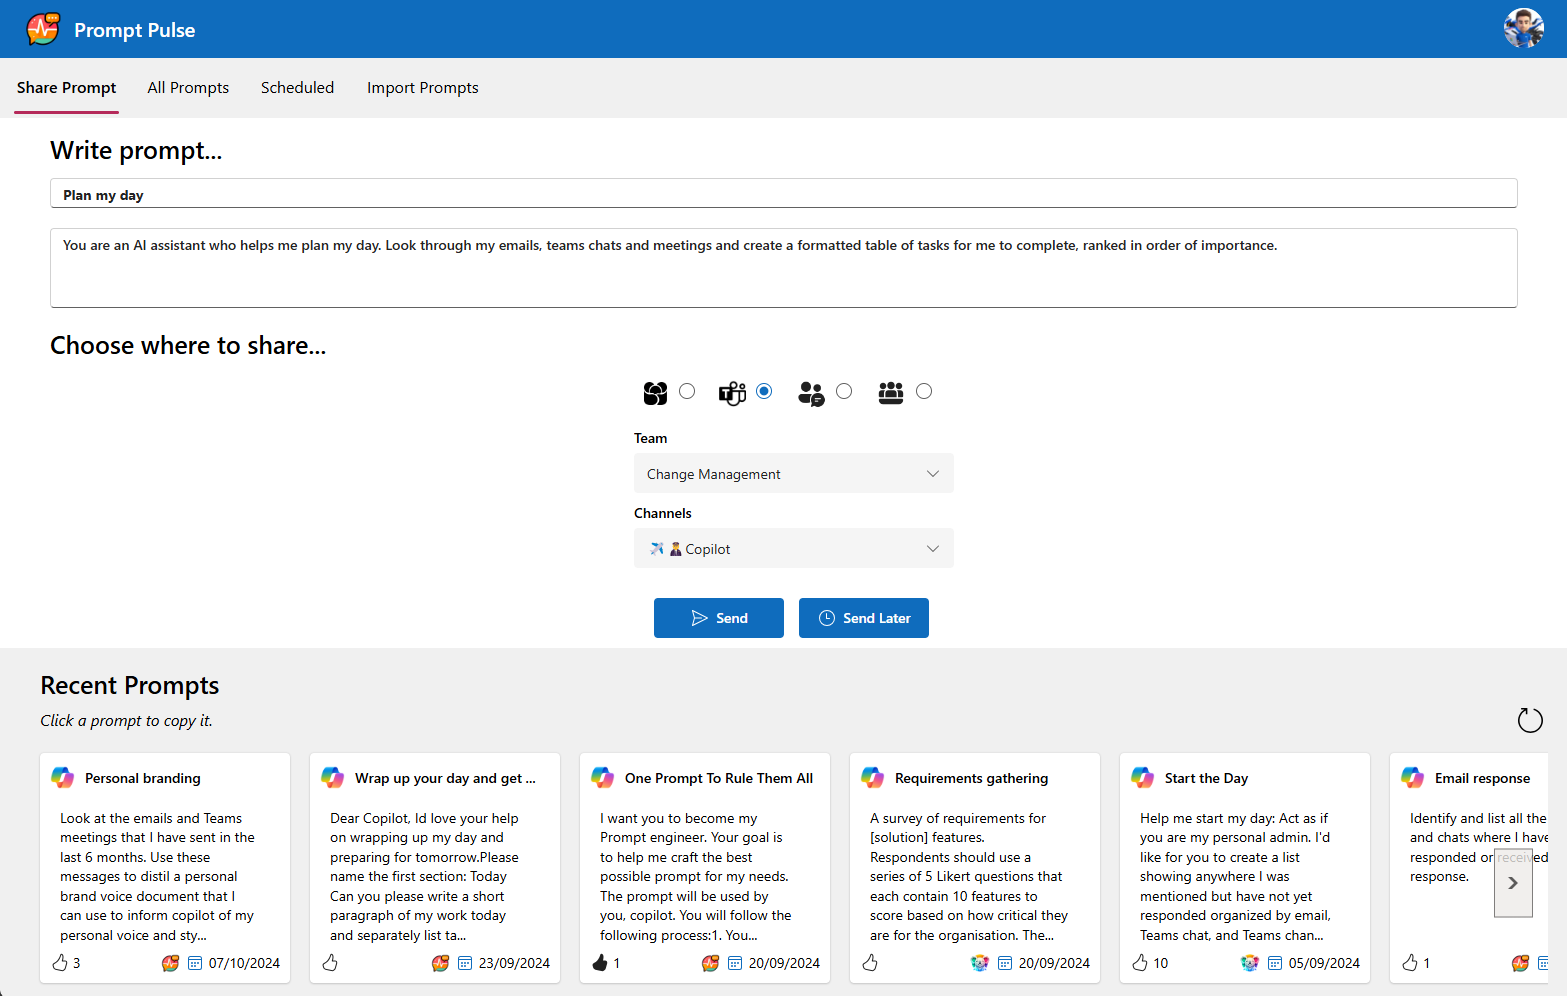 Prompt Pulse
Share Prompt
All Prompts
Scheduled
Import Prompts
Write prompt...
Plan my day
You are an AI assistant who helps me plan my day. Look through my emails, teams chats and meetings and create a formatted table of tasks for me to complete, ranked in order of importance.
Choose where to share...
Team
Change Management
Channels
✈️👨‍✈️Copilot
Send
Send Later
Recent Prompts
Click a prompt to copy it.
Personal branding
Look at the emails and Teams
meetings that I have sent in the
last 6 months. Use these
messages to distil a personal
brand voice document that I
can use to inform copilot of my
personal voice and sty...
3
07/10/2024
Wrap up your day and get ...
Dear Copilot, Id love your help
on wrapping up my day and
preparing for tomorrow.Please
name the first section: Today
Can you please write a short
paragraph of my work today
and separately list ta...
23/09/2024
One Prompt To Rule Them All
I want you to become my
Prompt engineer. Your goal is
to help me craft the best
possible prompt for my needs.
The prompt will be used by
you, copilot. You will follow the
following process:1. You...
1
20/09/2024
Requirements gathering
A survey of requirements for
[solution] features.
Respondents should use a
series of 5 Likert questions that
each contain 10 features to
score based on how critical they
are for the organisation. The...
20/09/2024
Start the Day
Help me start my day: Act as if
you are my personal admin. I'd
like for you to create a list
showing anywhere I was
mentioned but have not yet
responded organized by email,
Teams chat, and Teams chan...
10
05/09/2024
Email response
Identify and list all the
and chats where I have
responded or received
response.
1